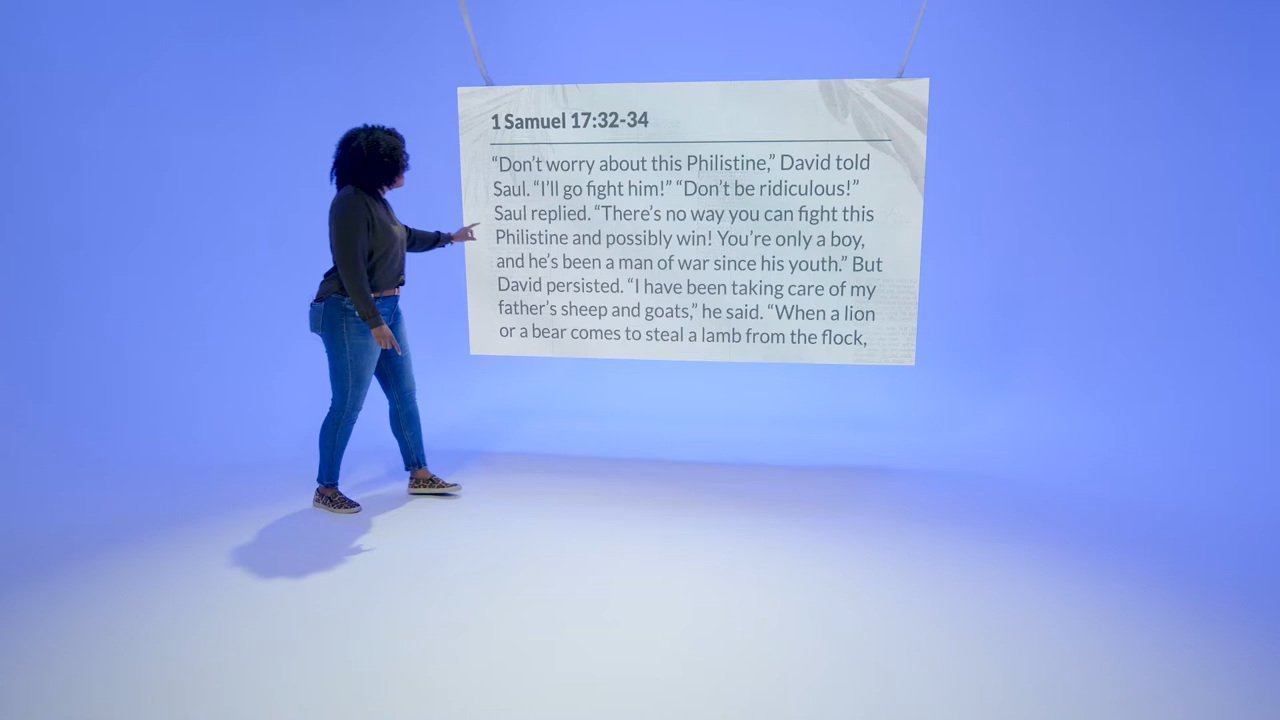 1 Samuel 17:32-34
“Don’t worry about this Philistine,” David told
Saul. “I’ll go fight him!” “Don’t be ridiculous!”
Saul replied. “There’s no way you can fight this
Philistine and possibly win! You’re only a boy,
and he’s been a man of war since his youth.” But
David persisted. “I have been taking care of my
father’s sheep and goats,” he said. “When a lion
or a bear comes to steal a lamb from the flock,